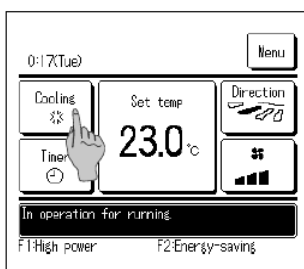 0:17(Tue)
Menu
Cooling
Set temp
Direction
23.0 °C
Timer
In operation for running.
F1:High power F2:Energy-saving